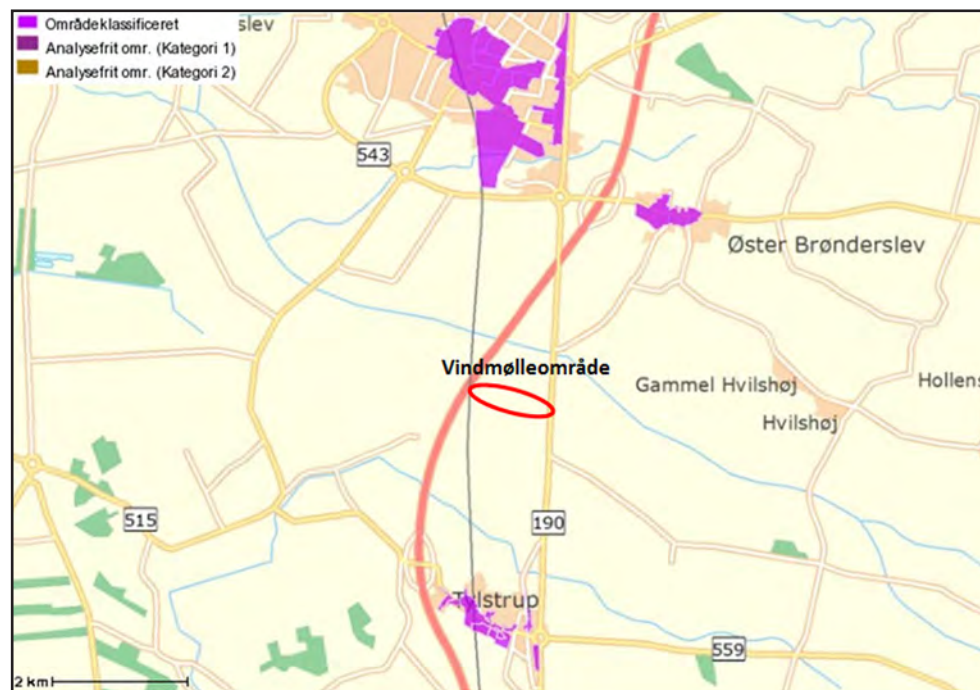 Områdeklassificeret
slev
Analysefrit omr. (Kategori 1)
Analysefrit omr. (Kategori 2)
543
Øster Brønderslev
Vindmølleområde
Gammel Hvilshøj
Hollens
Hvilshøj
515
190
Tylstrup
559
2 km